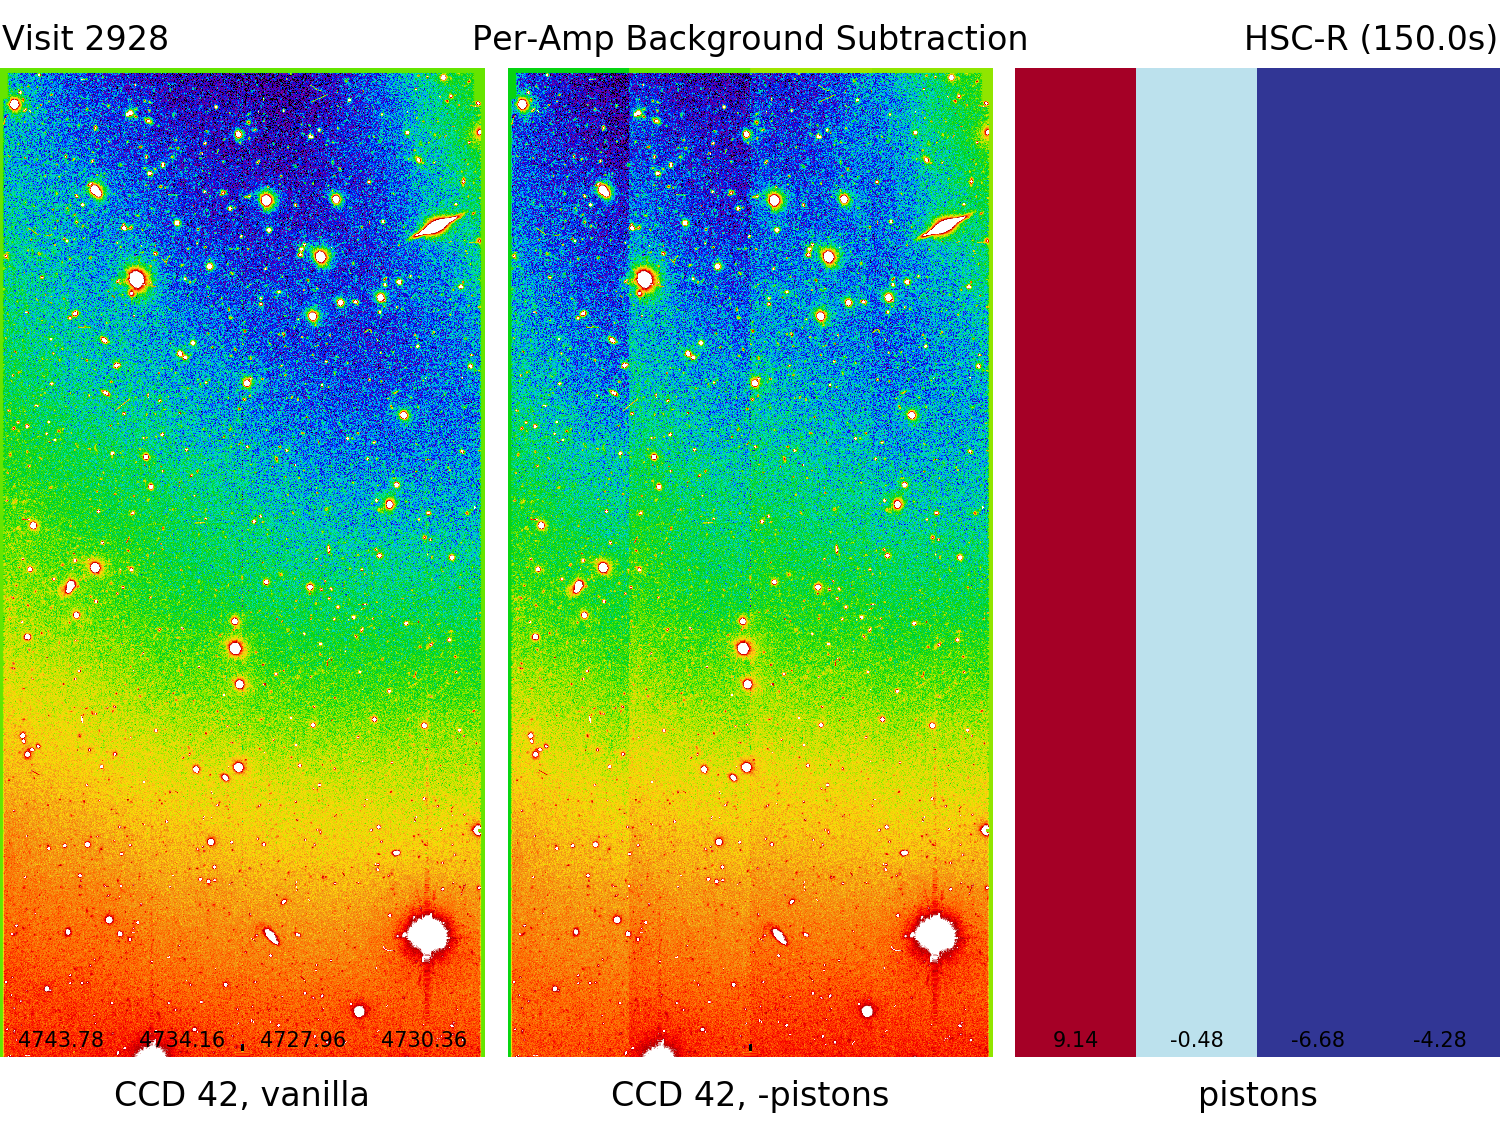 Visit 2928 Per-Amp Background Subtraction HSC-R (150.0s)
4743.78 4734.16 4727.96 4730.36 9.14 -0.48 -6.68 -4.28
CCD 42, vanilla CCD 42, -pistons pistons